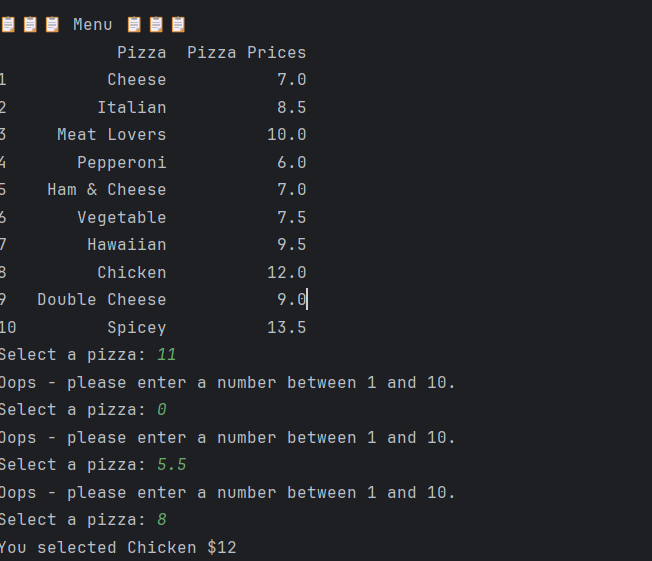 📋📋📋 Menu 📋📋📋
Pizza Pizza Prices
1 Cheese 7.0
2 Italian 8.5
3 Meat Lovers 10.0
4 Pepperoni 6.0
5 Ham & Cheese 7.0
6 Vegetable 7.5
7 Hawaiian 9.5
8 Chicken 12.0
9 Double Cheese 9.0
10 Spicey 13.5
Select a pizza: 11
Oops - please enter a number between 1 and 10.
Select a pizza: 0
Oops - please enter a number between 1 and 10.
Select a pizza: 5.5
Oops - please enter a number between 1 and 10.
Select a pizza: 8
You selected Chicken $12